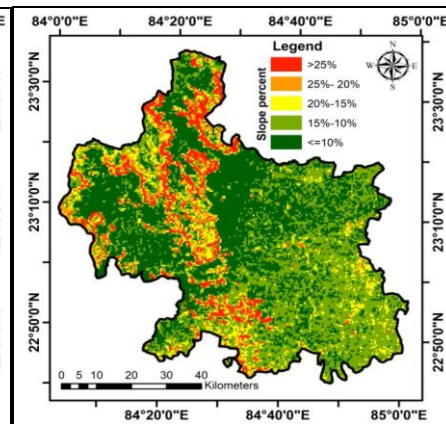 E
84°0'0"E 84°20'0"E 84°40'0"E 85°0'0"E
Legend
Slope percent
>25%
25%- 20%
20%-15%
15%-10%
<=10%
N
W E
S
23°30'0"N 23°30'0"N
23°10'0"N 23°10'0"N
22°50'0"N 22°50'0"N
0 5 10 20 30 40
Kilometers
84°20'0"E 84°40'0"E 85°0'0"E